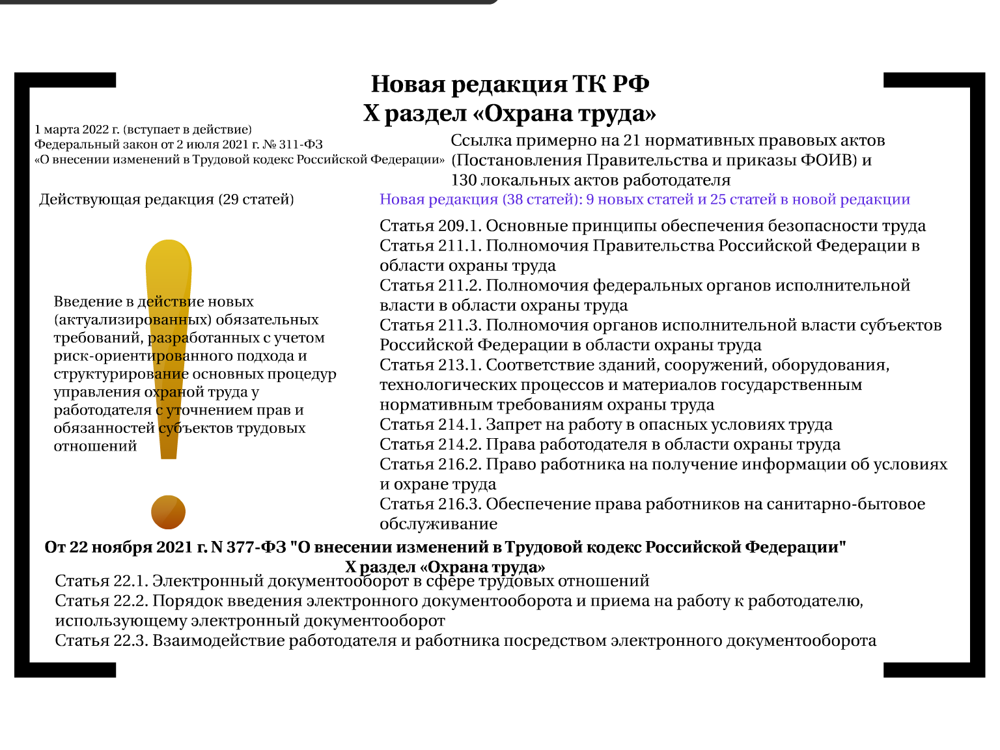 Новая редакция ТК РФ
X раздел «Охрана труда»
1 марта 2022 г. (вступает в действие)
Федеральный закон от 2 июля 2021 г. № 311-ФЗ
«О внесении изменений в Трудовой кодекс Российской Федерации»
Ссылка примерно на 21 нормативных правовых актов
(Постановления Правительства и приказы ФОИВ) и
130 локальных актов работодателя
Действующая редакция (29 статей)
Новая редакция (38 статей): 9 новых статей и 25 статей в новой редакции
Введение в действие новых
(актуализированных) обязательных
требований, разработанных с учетом
риск-ориентированного подхода и
структурирование основных процедур
управления охраной труда у
работодателя с уточнением прав и
обязанностей субъектов трудовых
отношений
Статья 209.1. Основные принципы обеспечения безопасности труда
Статья 211.1. Полномочия Правительства Российской Федерации в
области охраны труда
Статья 211.2. Полномочия федеральных органов исполнительной
власти в области охраны труда
Статья 211.3. Полномочия органов исполнительной власти субъектов
Российской Федерации в области охраны труда
Статья 213.1. Соответствие зданий, сооружений, оборудования,
технологических процессов и материалов государственным
нормативным требованиям охраны труда
Статья 214.1. Запрет на работу в опасных условиях труда
Статья 214.2. Права работодателя в области охраны труда
Статья 216.2. Право работника на получение информации об условиях
и охране труда
Статья 216.3. Обеспечение права работников на санитарно-бытовое
обслуживание
От 22 ноября 2021 г. N 377-ФЗ "О внесении изменений в Трудовой кодекс Российской Федерации"
X раздел «Охрана труда»
Статья 22.1. Электронный документооборот в сфере трудовых отношений
Статья 22.2. Порядок введения электронного документооборота и приема на работу к работодателю,
использующему электронный документооборот
Статья 22.3. Взаимодействие работодателя и работника посредством электронного документооборота